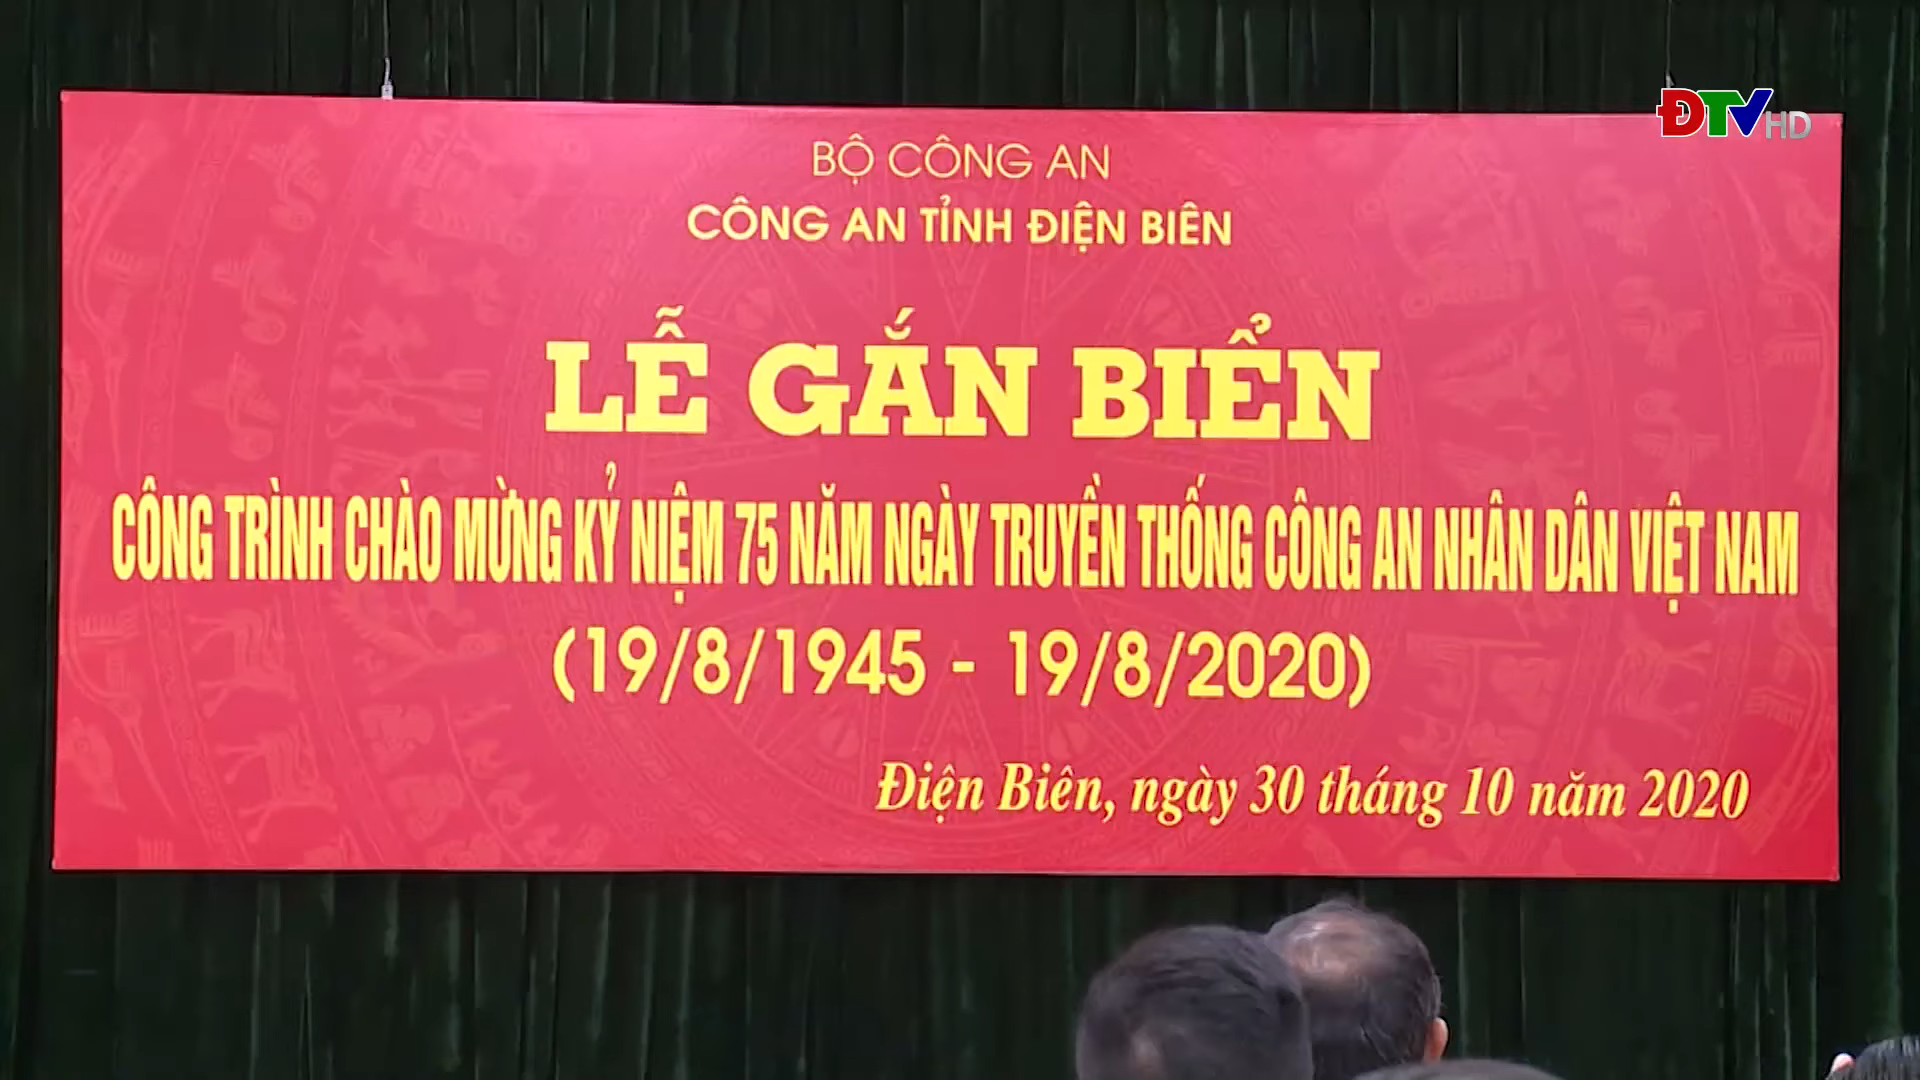 ĐTV HD
BỘ CÔNG AN
CÔNG AN TỈNH ĐIỆN BIÊN
LỄ GẮN BIỂN
CÔNG TRÌNH CHÀO MỪNG KỶ NIỆM 75 NĂM NGÀY TRUYỀN THỐNG CÔNG AN NHÂN DÂN VIỆT NAM
(19/8/1945 - 19/8/2020)
Điện Biên, ngày 30 tháng 10 năm 2020